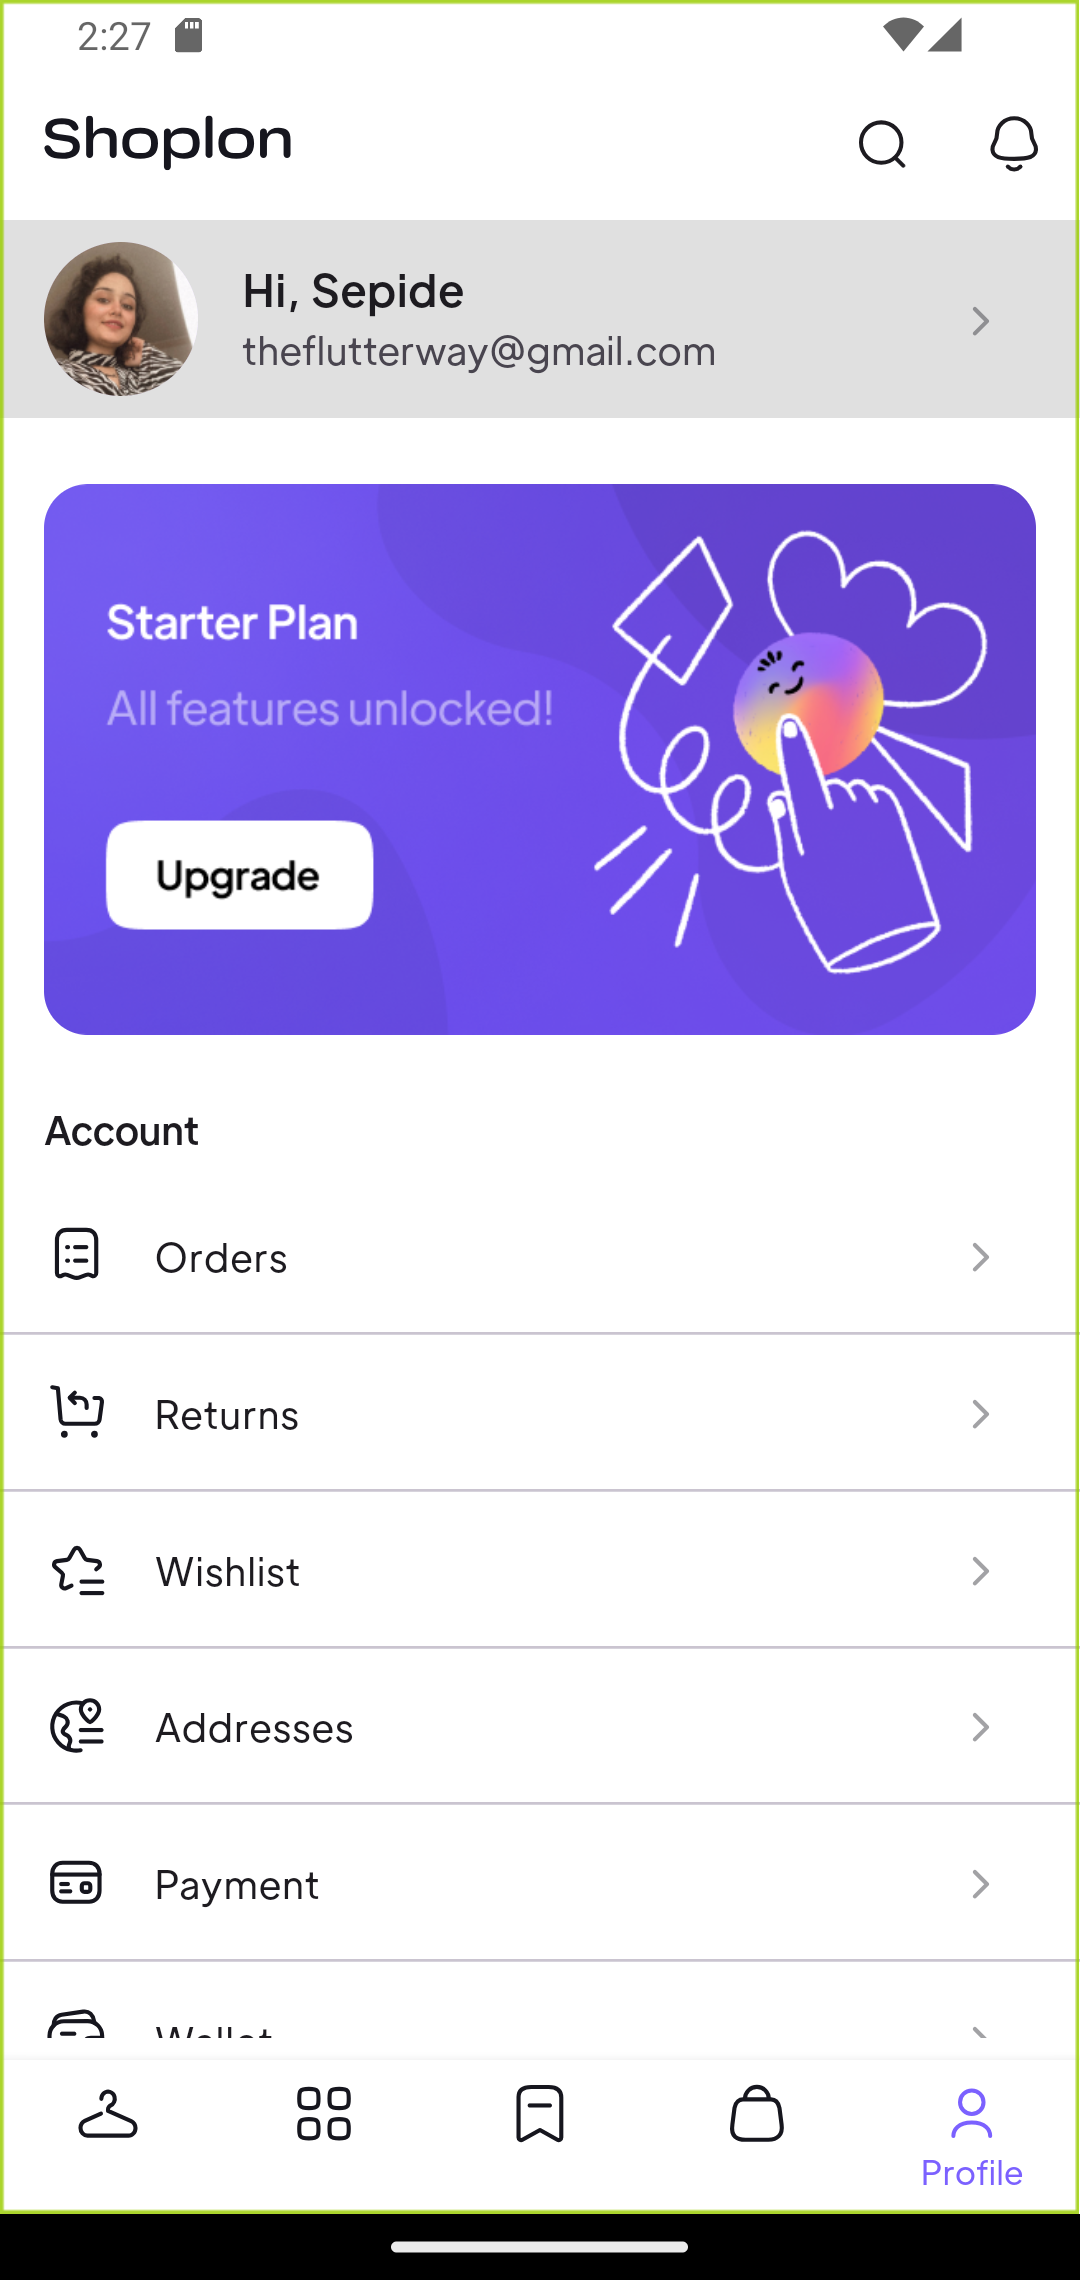 2:27
Shoplon
Hi, Sepide
theflutterway@gmail.com
Starter Plan
All features unlocked!
Upgrade
Account
Orders
Returns
Wishlist
Addresses
Payment
Wallet
Profile